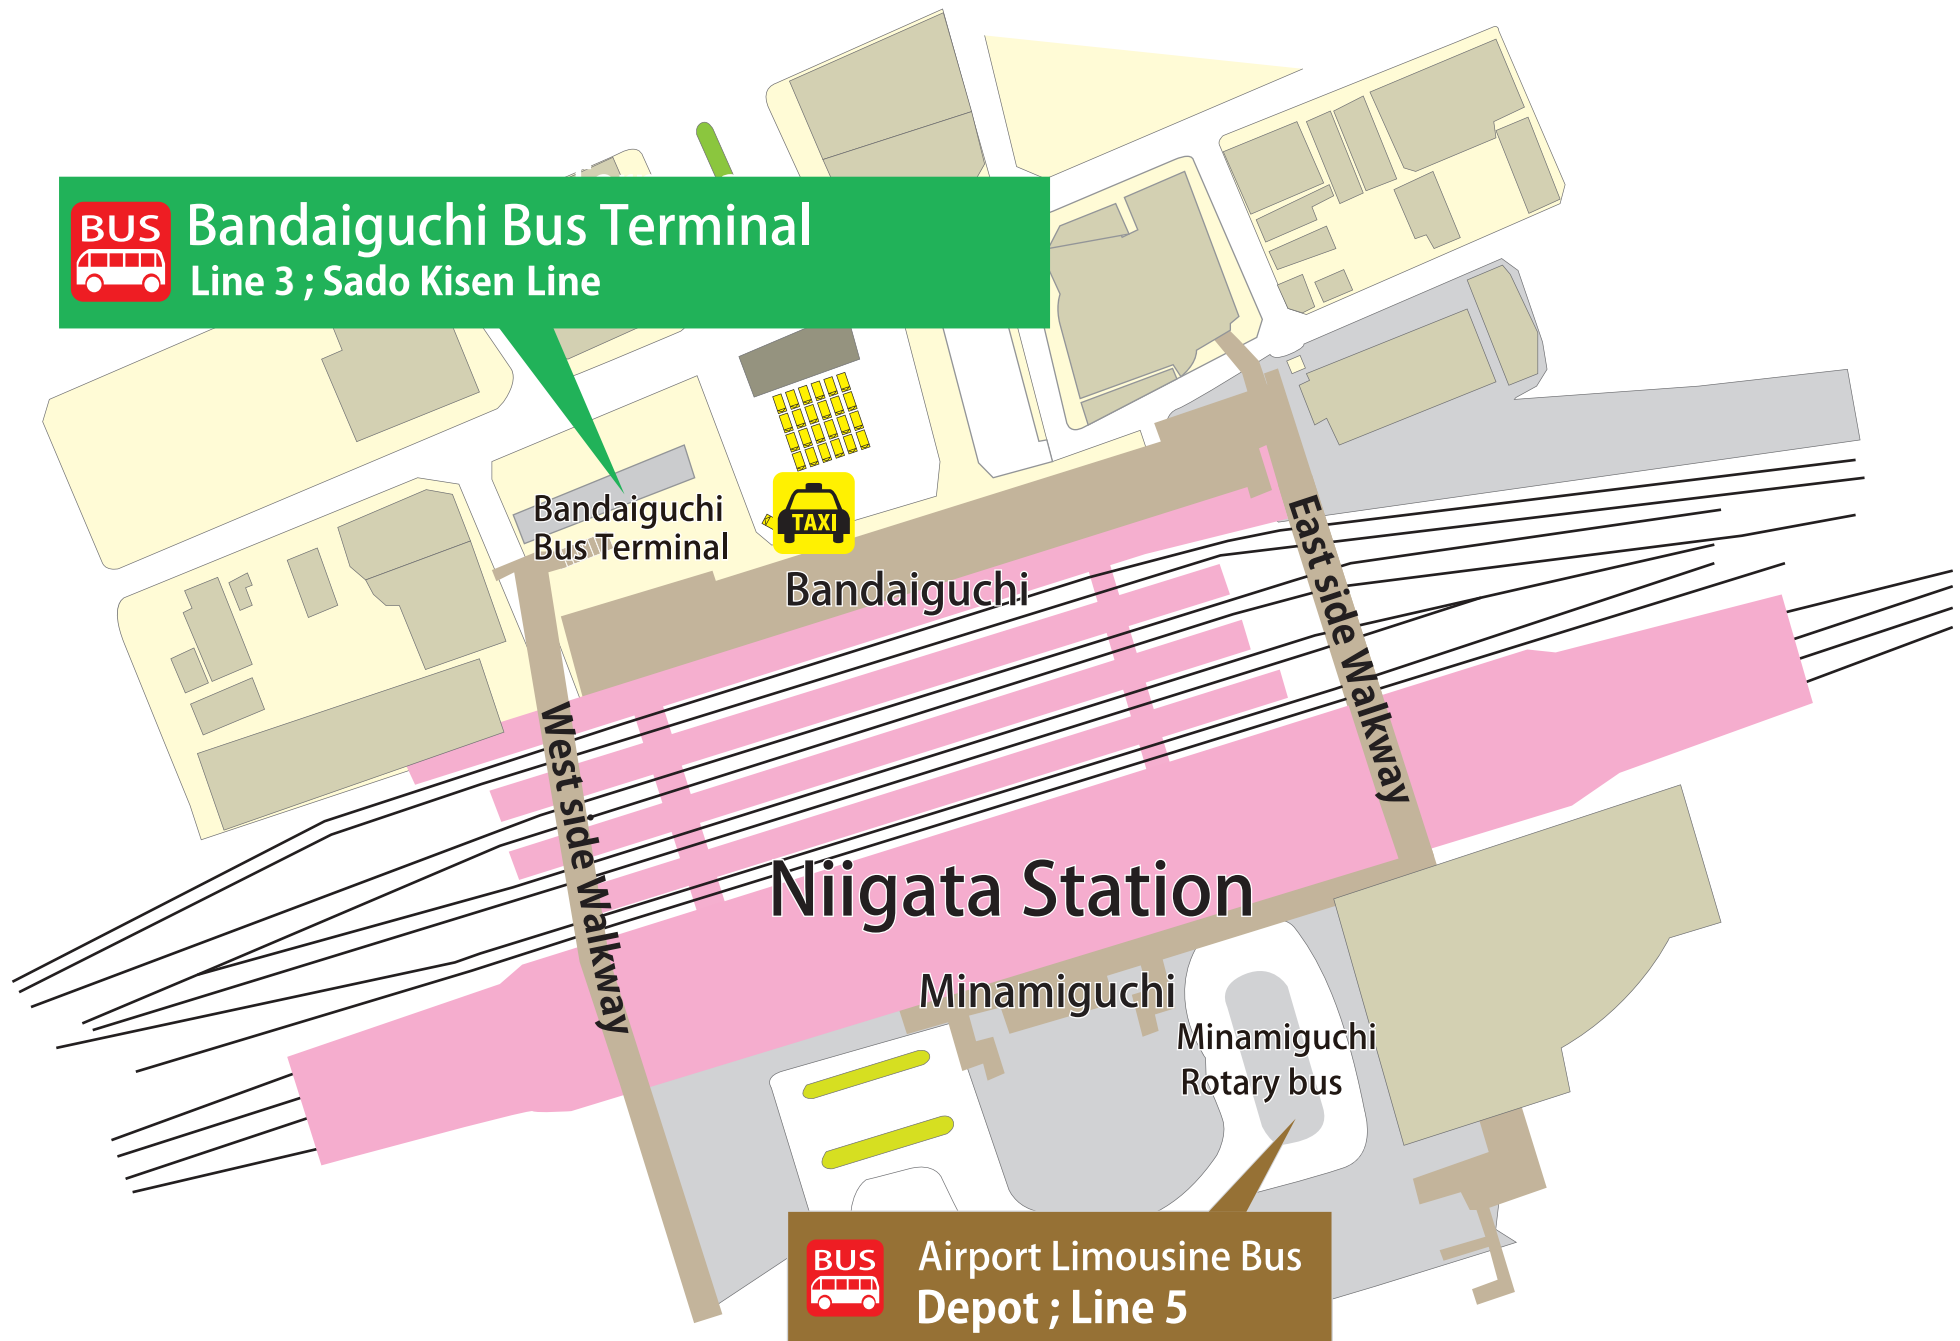 BUS
Bandaiguchi Bus Terminal
Line 3 ; Sado Kisen Line
Bandaiguchi
Bus Terminal
TAXI
Bandaiguchi
East side Walkway
West side Walkway
Niigata Station
Minamiguchi
Minamiguchi
Rotary bus
BUS
Airport Limousine Bus
Depot ; Line 5